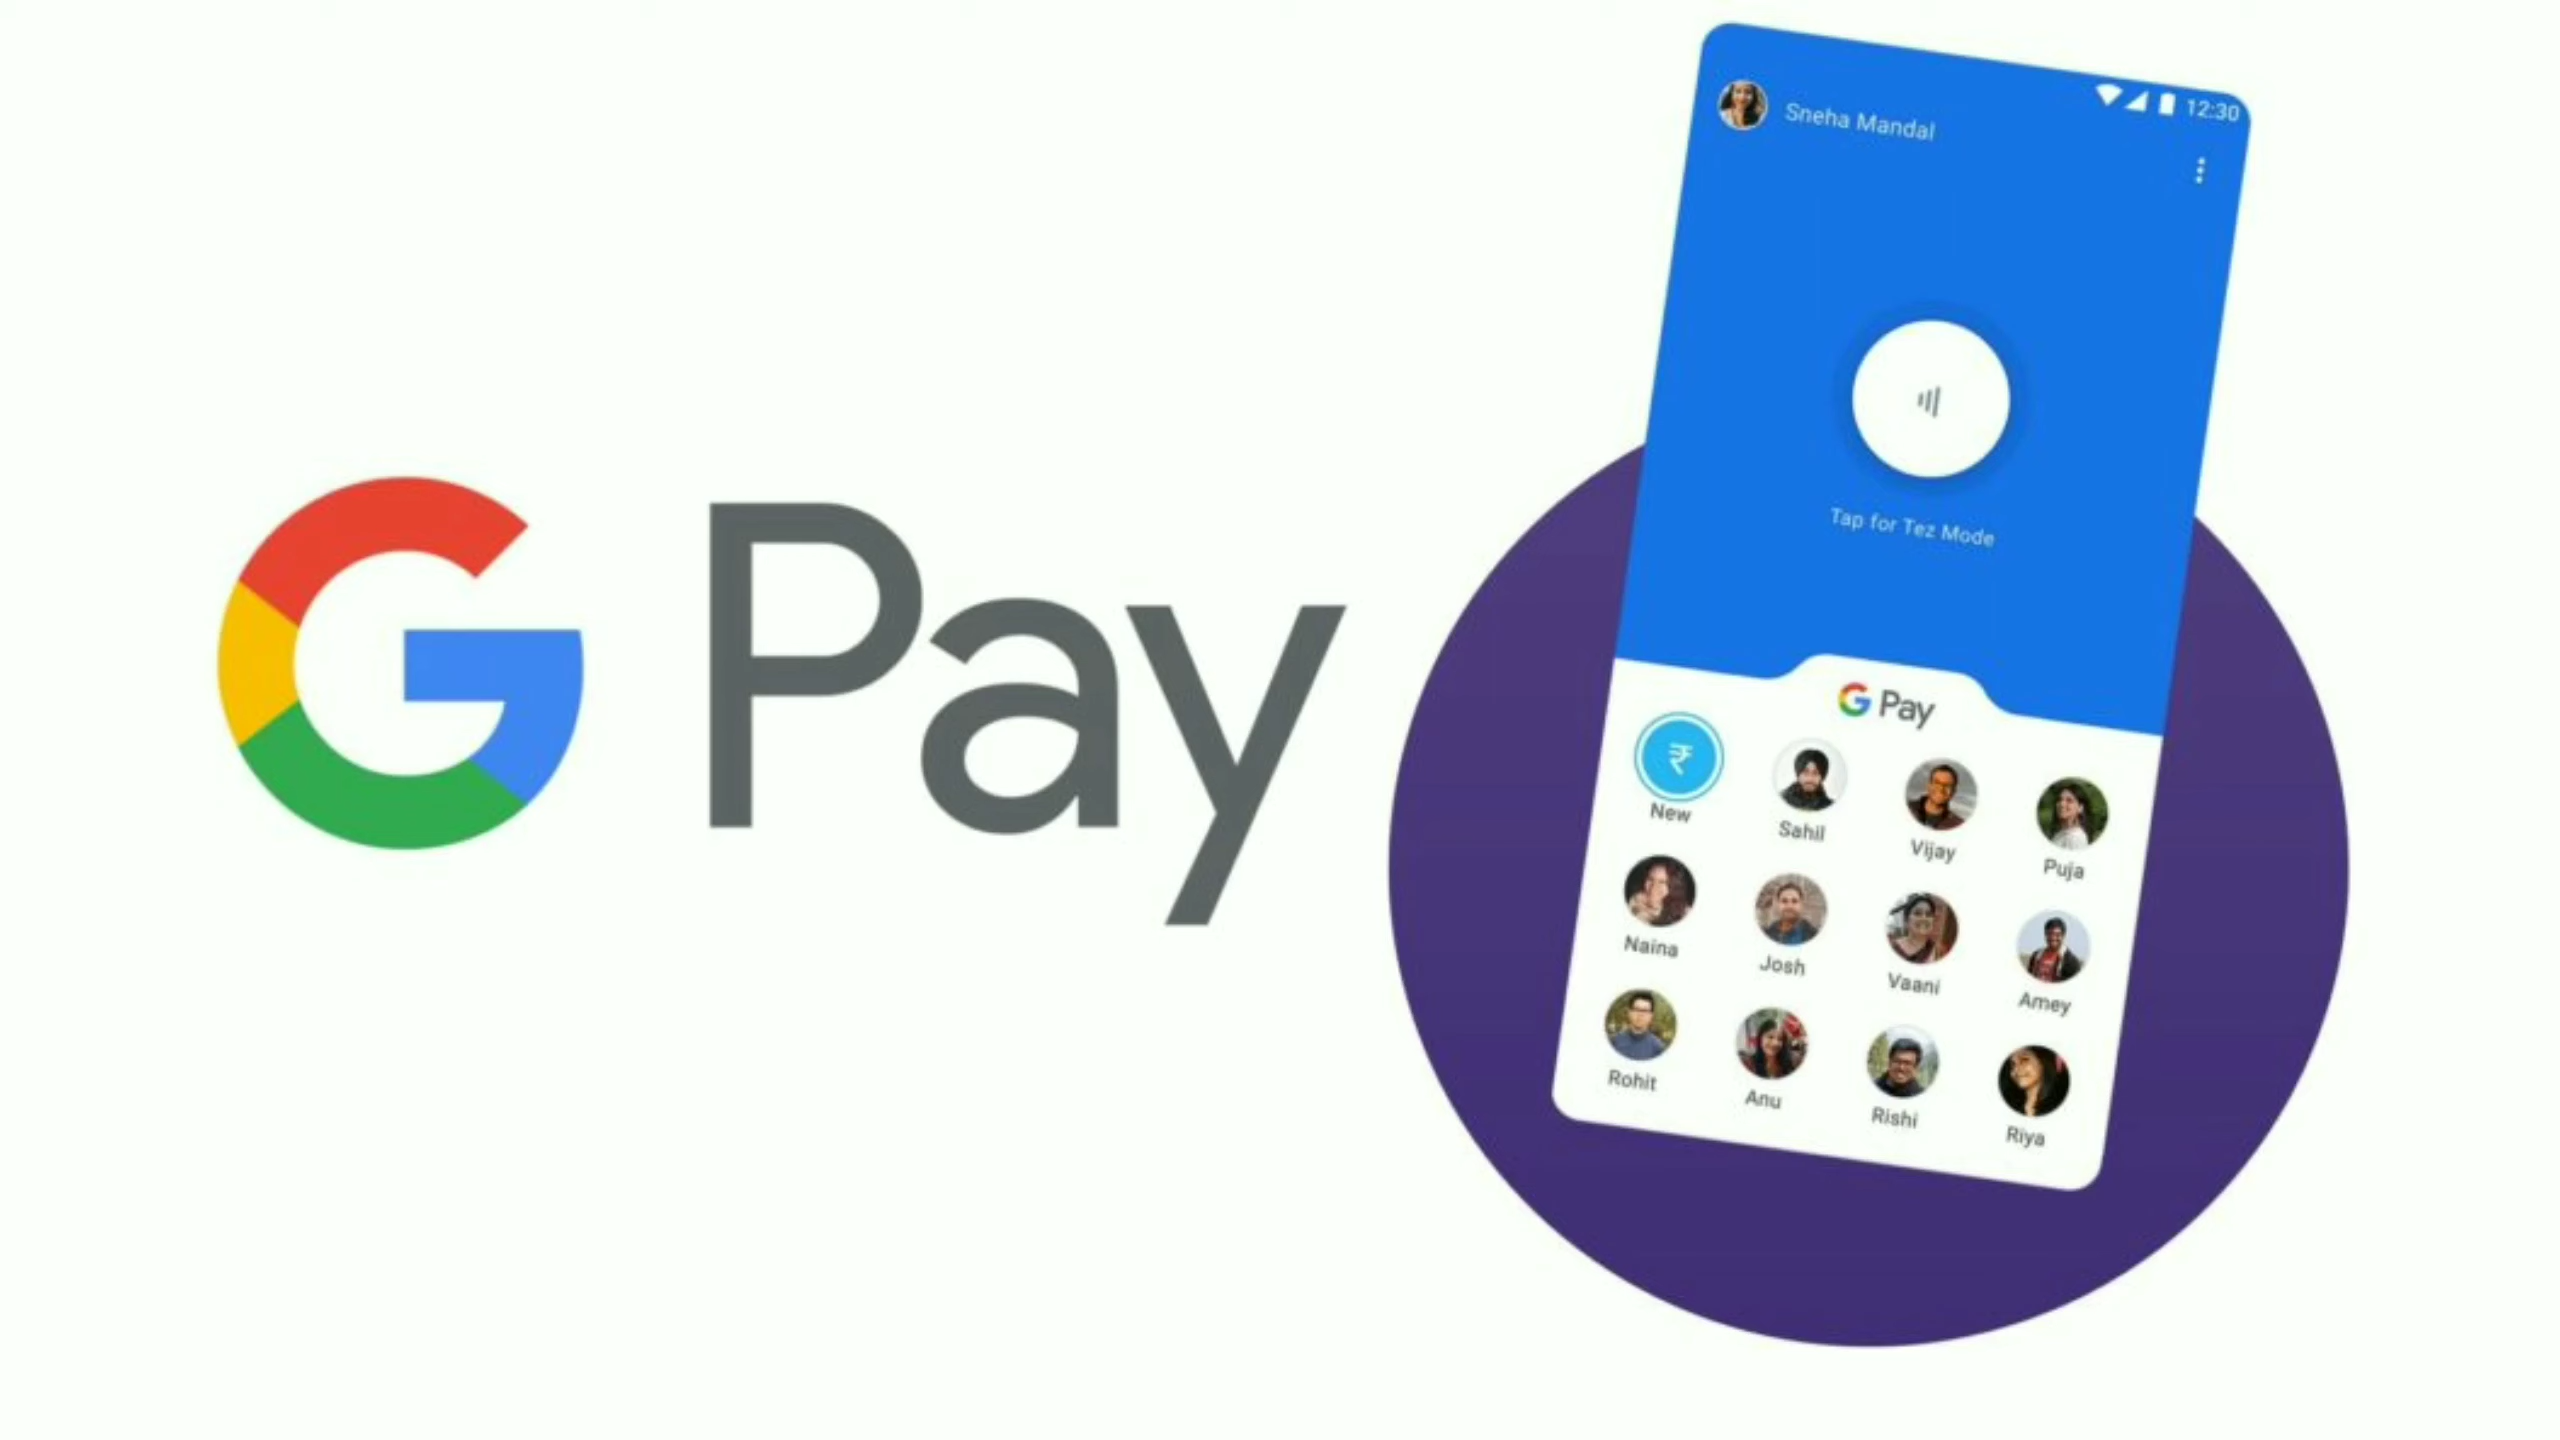 G Pay
Sneha Mandal
12:30
Tap for Tez Mode
G Pay
₹
New
Sahil
Vijay
Puja
Naina
Josh
Vaani
Amey
Rohit
Anu
Rishi
Riya